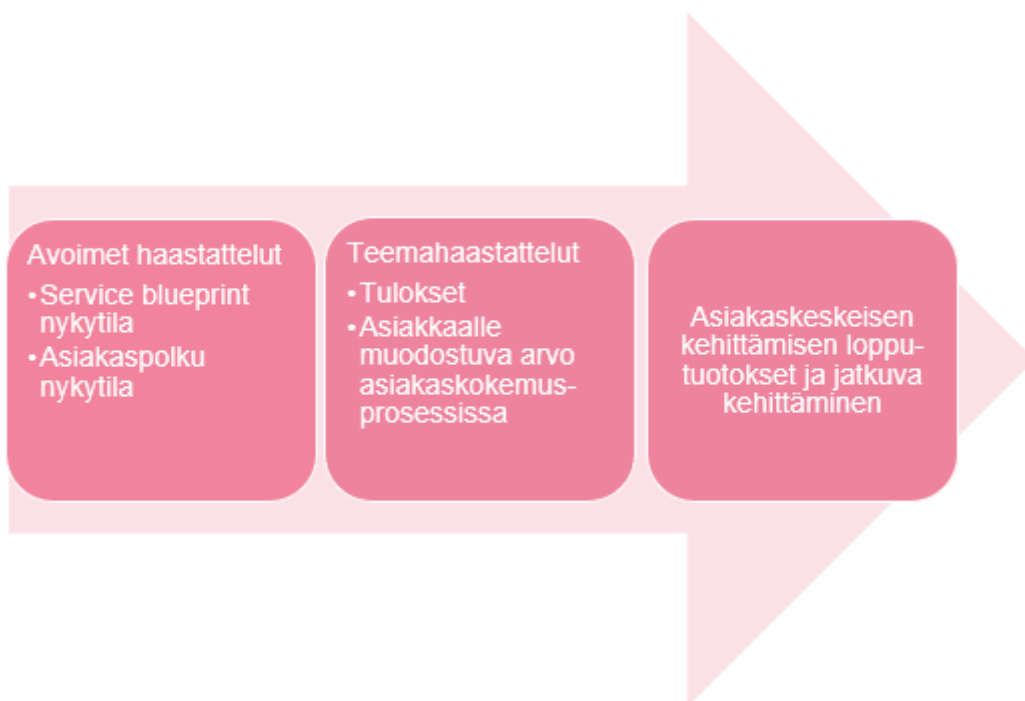 Avoimet haastattelut
•Service blueprint
nykytila
•Asiakaspolku
nykytila
Teemahaastattelut
•Tulokset
•Asiakkaalle
muodostuva arvo
asiakaskokemus-
prosessissa
Asiakaskeskeisen
kehittämisen loppu-
tuotokset ja jatkuva
kehittäminen